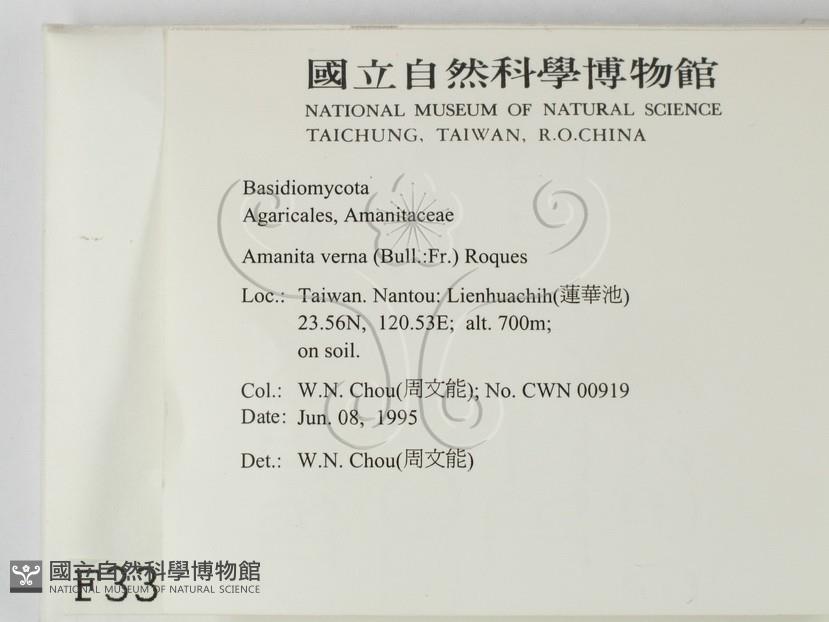 國立自然科學博物館
NATIONAL MUSEUM OF NATURAL SCIENCE
TAICHUNG, TAIWAN, R.O.CHINA
Basidiomycota
Agaricales, Amanitaceae
Amanita verna (Bull.:Fr.) Roques
Loc.: Taiwan. Nantou: Lienhuachih(蓮華池)
23.56N, 120.53E; alt. 700m;
on soil.
Col.: W.N. Chou(周文能); No. CWN 00919
Date: Jun. 08, 1995
Det.: W.N. Chou(周文能)
F33
國立自然科學博物館
NATIONAL MUSEUM OF NATURAL SCIENCE